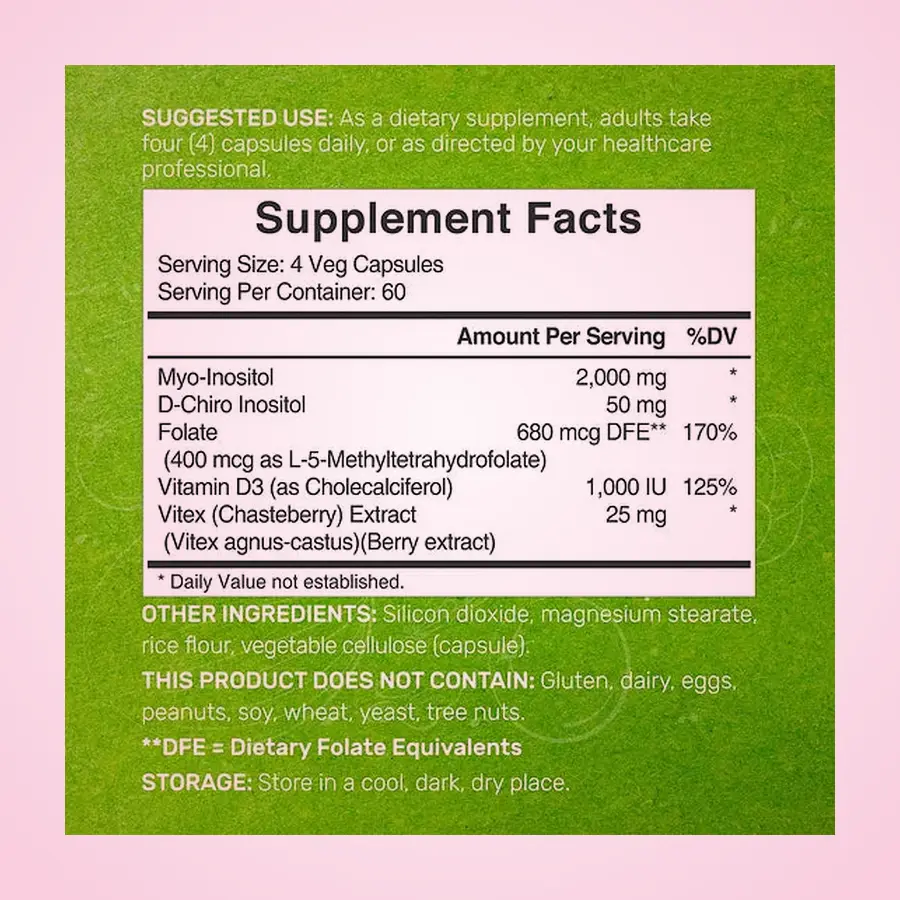 SUGGESTED USE: As a dietary supplement, adults take
four (4) capsules daily, or as directed by your healthcare
professional.
Supplement Facts
Serving Size: 4 Veg Capsules
Serving Per Container: 60
Amount Per Serving %DV
Myo-Inositol 2,000 mg *
D-Chiro Inositol 50 mg *
Folate 680 mcg DFE** 170%
(400 mcg as L-5-Methyltetrahydrofolate)
Vitamin D3 (as Cholecalciferol) 1,000 IU 125%
Vitex (Chasteberry) Extract 25 mg *
(Vitex agnus-castus)(Berry extract)
* Daily Value not established.
OTHER INGREDIENTS: Silicon dioxide, magnesium stearate,
rice flour, vegetable cellulose (capsule).
THIS PRODUCT DOES NOT CONTAIN: Gluten, dairy, eggs,
peanuts, soy, wheat, yeast, tree nuts.
**DFE = Dietary Folate Equivalents
STORAGE: Store in a cool, dark, dry place.